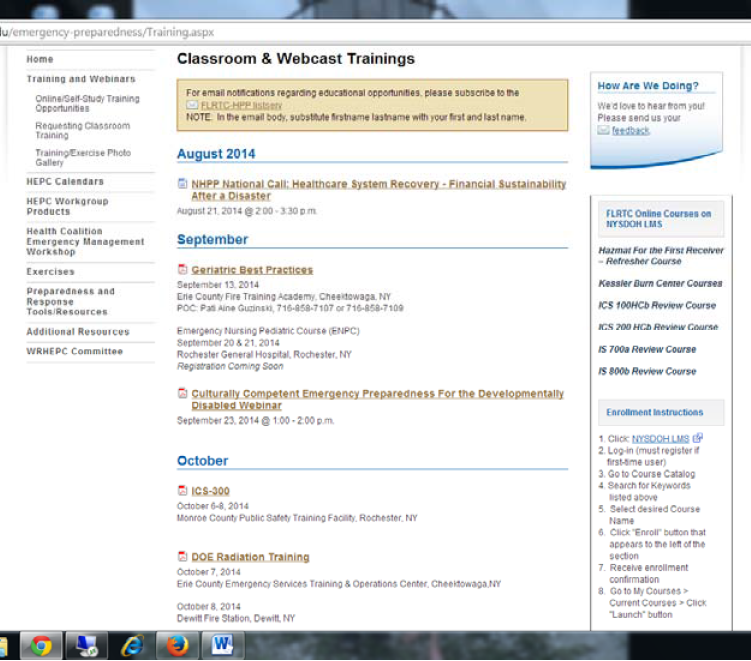 du/emergency-preparedness/Training.aspx
Home
Training and Webinars
Online/Self-Study Training
Opportunities
Requesting Classroom
Training
Training/Exercise Photo
Gallery
HEPC Calendars
HEPC Workgroup
Products
Health Coalition
Emergency Management
Workshop
Exercises
Preparedness and
Response
Tools/Resources
Additional Resources
WRHEPC Committee
Classroom & Webcast Trainings
For email notifications regarding educational opportunities, please subscribe to the
FLRTC-HPP listserv
NOTE: In the email body, substitute firstname lastname with your first and last name.
August 2014
NHPP National Call: Healthcare System Recovery - Financial Sustainability
After a Disaster
August 21, 2014 @ 2:00 - 3:30 p.m.
September
Geriatric Best Practices
September 13, 2014
Erie County Fire Training Academy, Cheektowaga, NY
POC: Pati Aine Guzinski, 716-858-7107 or 716-858-7109
Emergency Nursing Pediatric Course (ENPC)
September 20 & 21, 2014
Rochester General Hospital, Rochester, NY
Registration Coming Soon
Culturally Competent Emergency Preparedness For the Developmentally
Disabled Webinar
September 23, 2014 @ 1:00 - 2:00 p.m.
October
ICS-300
October 6-8, 2014
Monroe County Public Safety Training Facility, Rochester, NY
DOE Radiation Training
October 7, 2014
Erie County Emergency Services Training & Operations Center, Cheektowaga,NY
October 8, 2014
Dewitt Fire Station, Dewitt, NY
How Are We Doing?
We'd love to hear from you!
Please send us your
feedback.
FLRTC Online Courses on
NYSDOH LMS
Hazmat For the First Receiver
– Refresher Course
Kessler Burn Center Courses
ICS 100HCb Review Course
ICS 200 HCb Review Course
IS 700a Review Course
IS 800b Review Course
Enrollment Instructions
1. Click: NYSDOH LMS
2. Log-in (must register if
first-time user)
3. Go to Course Catalog
4. Search for Keywords
listed above
5. Select desired Course
Name
6. Click "Enroll" button that
appears to the left of the
section
7. Receive enrollment
confirmation
8. Go to My Courses >
Current Courses > Click
"Launch" button